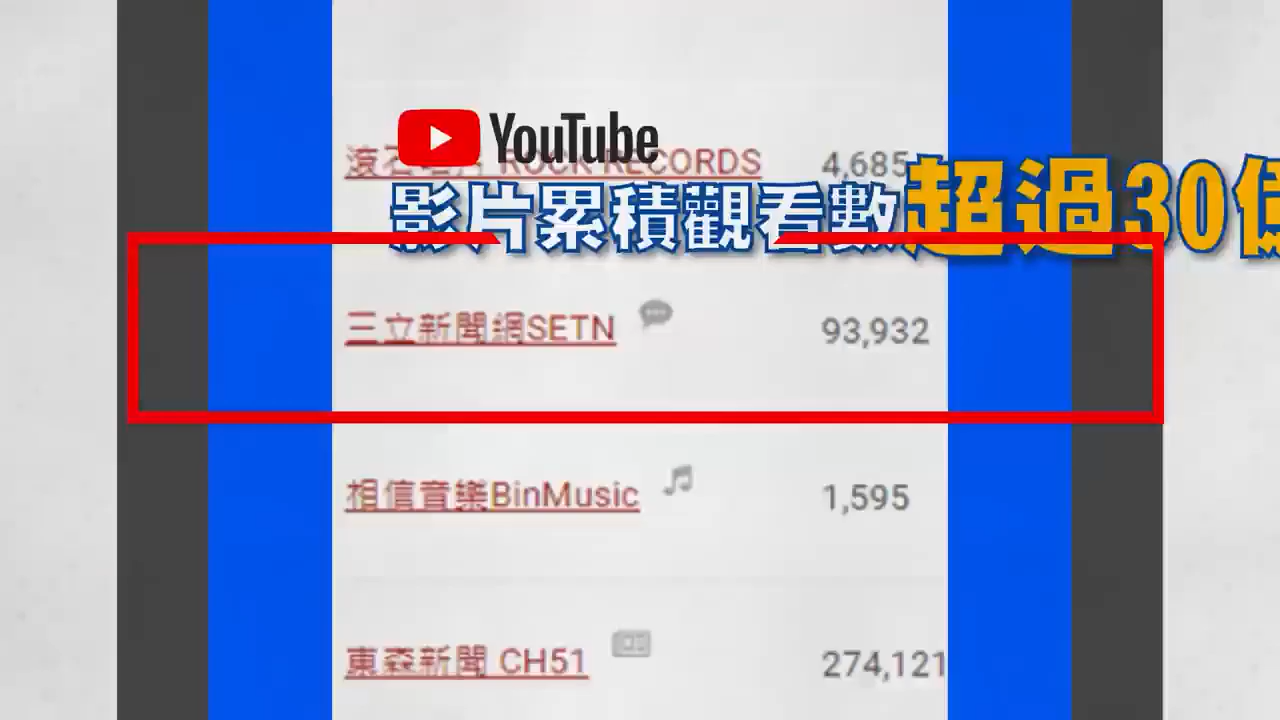 YouTube
ROCK RECORDS 4,685
影片累積觀看數超過30億
三立新聞網SETN 93,932
相信音樂BinMusic 1,595
東森新聞 CH51 274,121